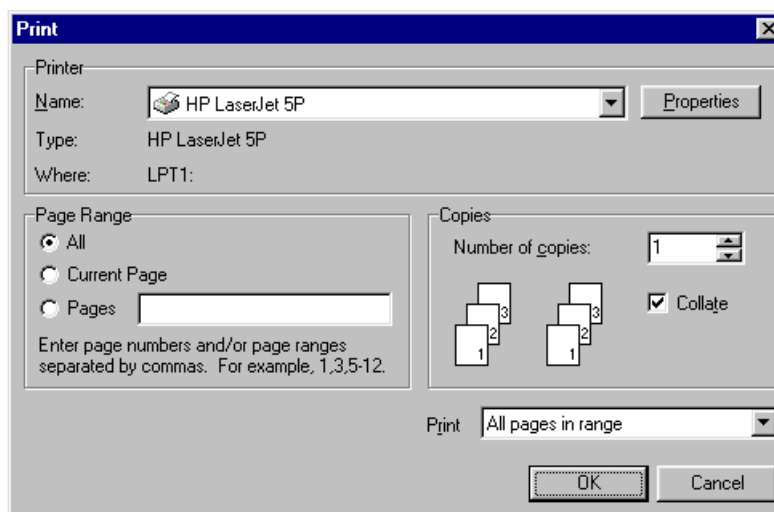 Print
Printer
Name: HP LaserJet 5P Properties
Type: HP LaserJet 5P
Where: LPT1:
Page Range
All
Current Page
Pages
Enter page numbers and/or page ranges
separated by commas. For example, 1,3,5-12.
Copies
Number of copies: 1
Collate
1 2 3 1 2 3
Print All pages in range
OK Cancel